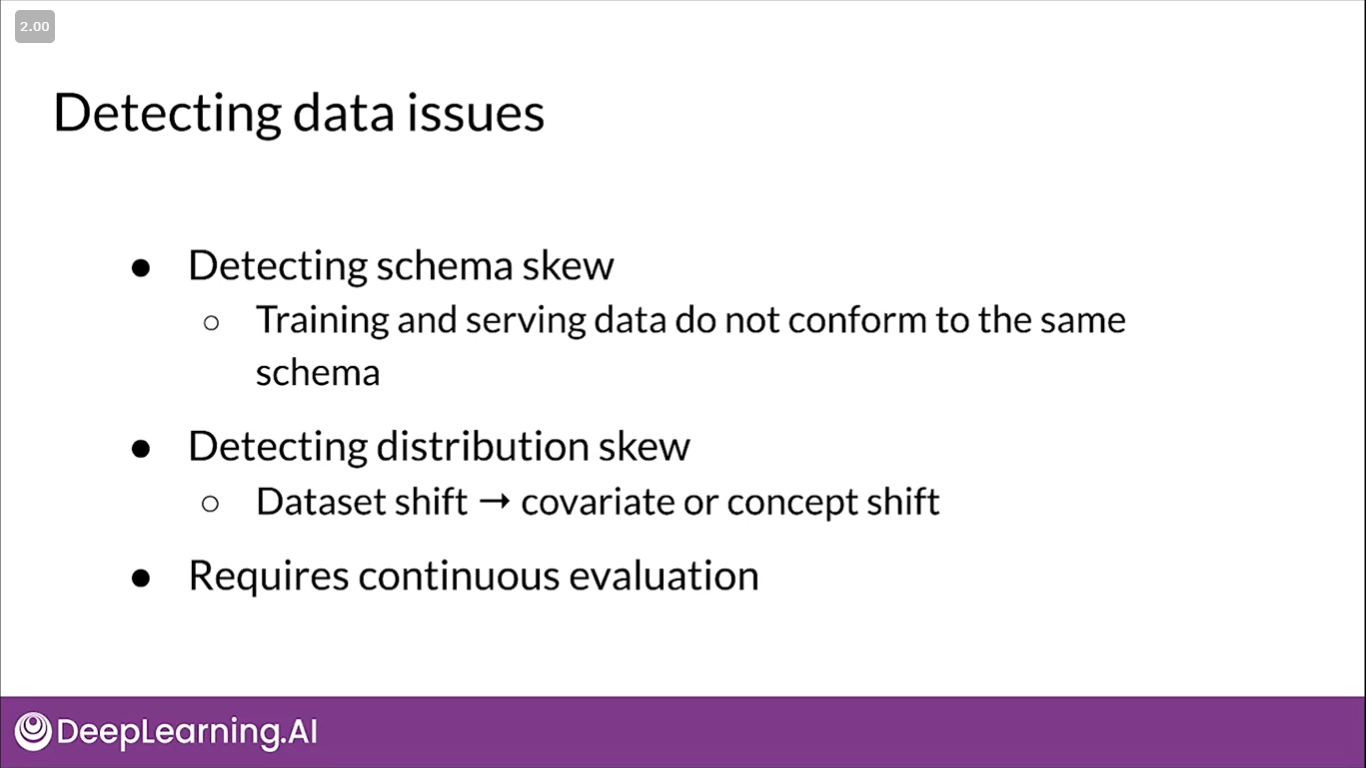 2.00
Detecting data issues
● Detecting schema skew
○ Training and serving data do not conform to the same
schema
● Detecting distribution skew
○ Dataset shift → covariate or concept shift
● Requires continuous evaluation
DeepLearning.AI